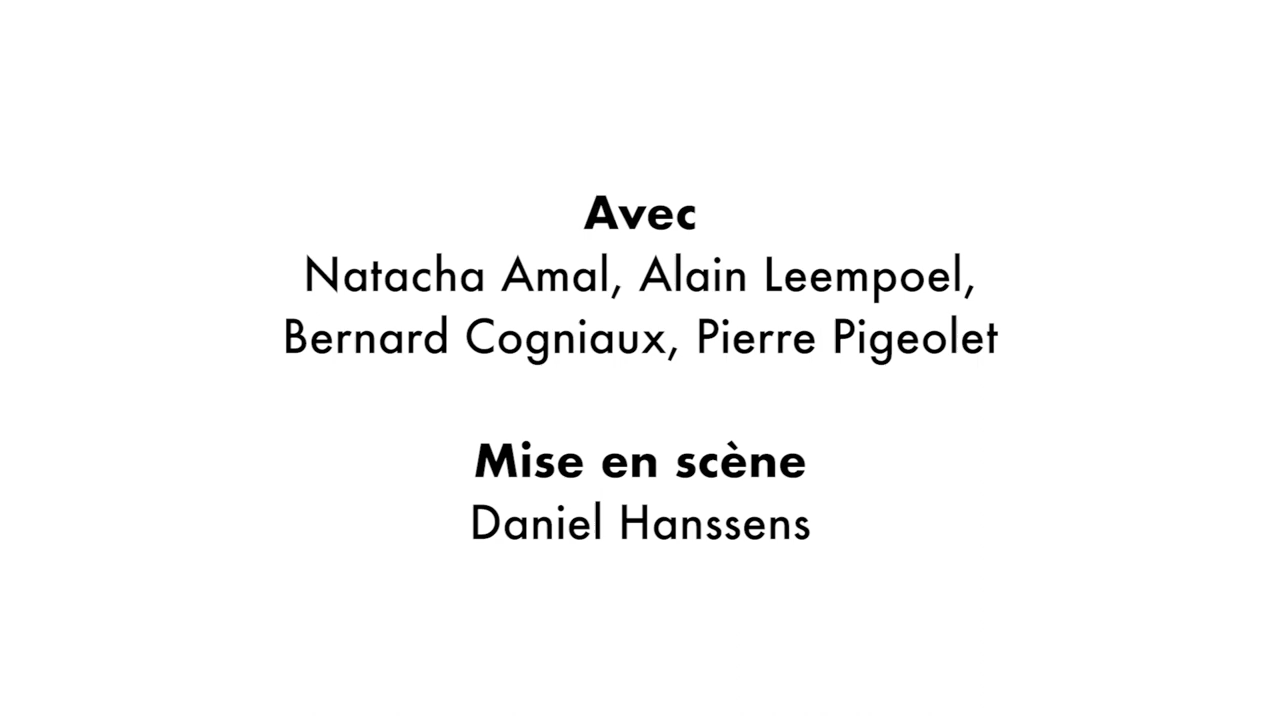 Avec
Natacha Amal, Alain Leempoel,
Bernard Cogniaux, Pierre Pigeolet
Mise en scène
Daniel Hanssens